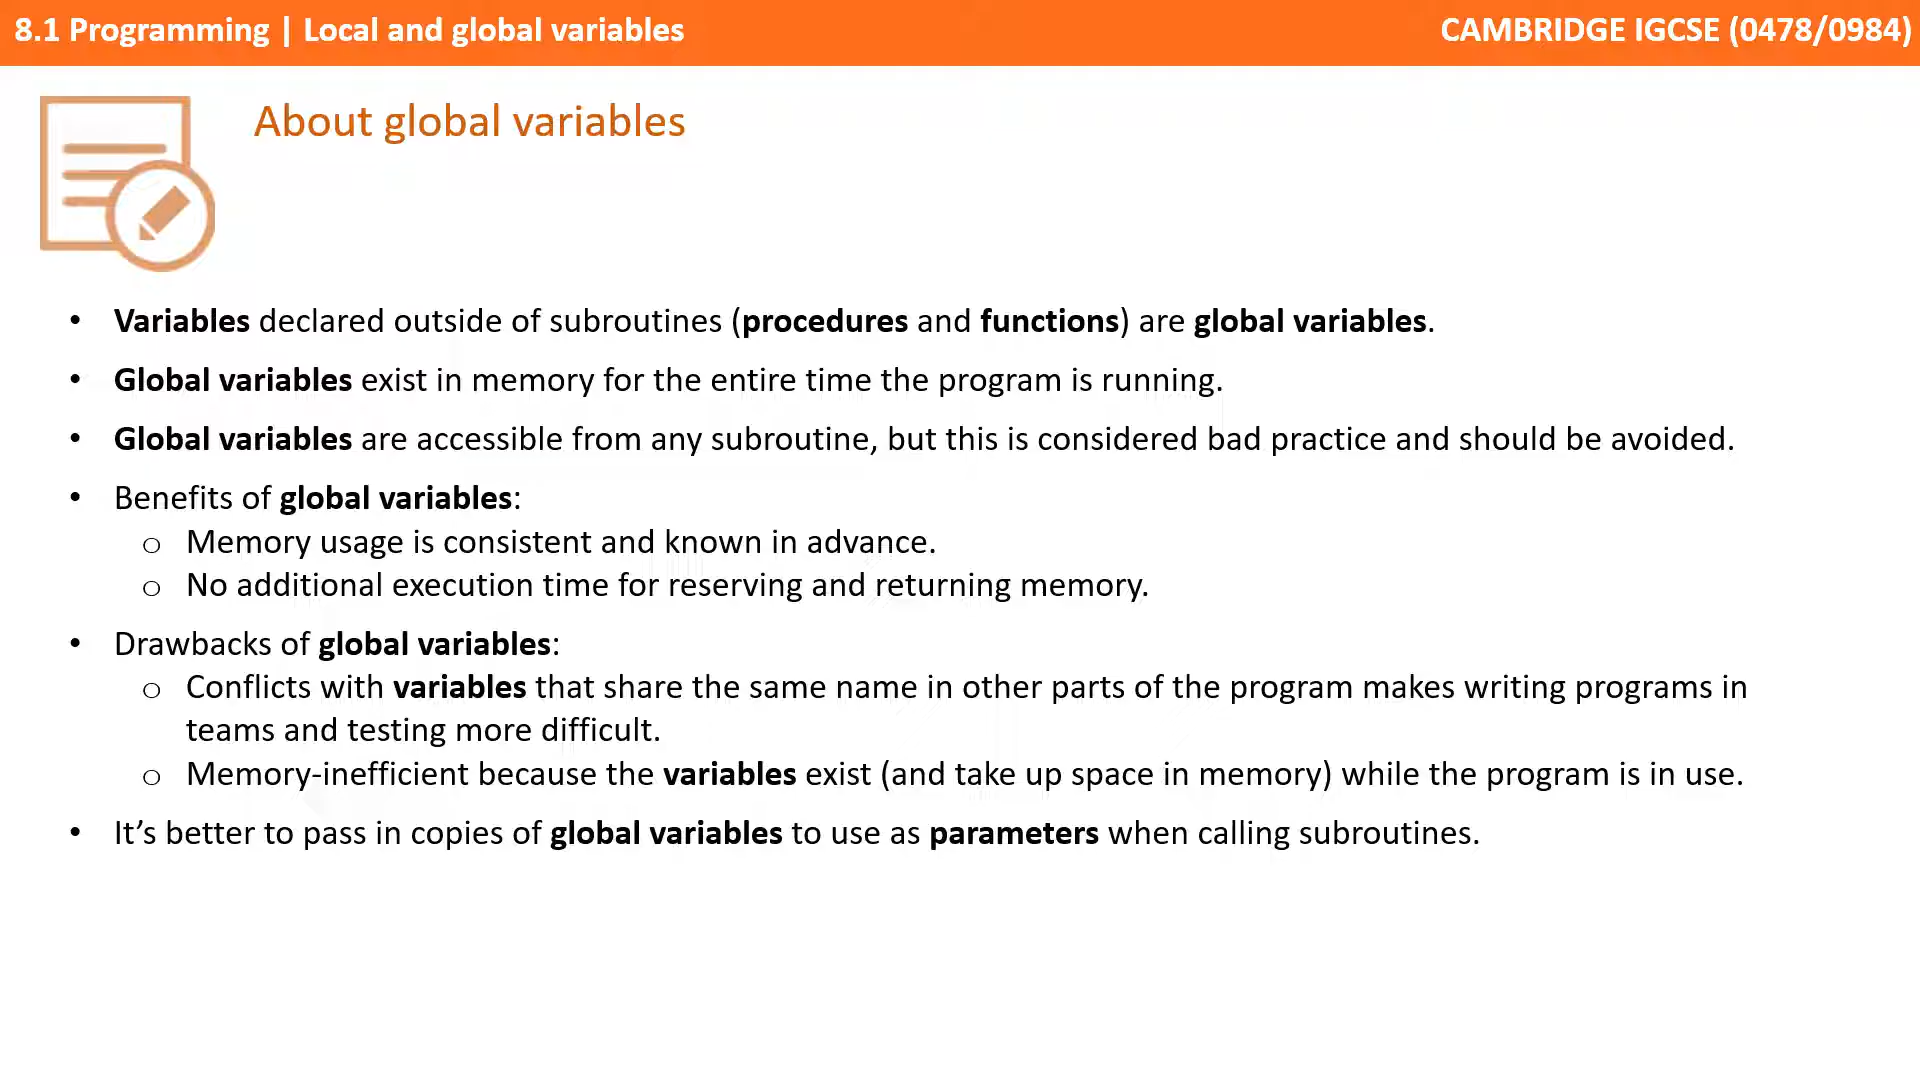 8.1 Programming | Local and global variables
CAMBRIDGE IGCSE (0478/0984)
About global variables
• Variables declared outside of subroutines (procedures and functions) are global variables.
• Global variables exist in memory for the entire time the program is running.
• Global variables are accessible from any subroutine, but this is considered bad practice and should be avoided.
• Benefits of global variables:
o Memory usage is consistent and known in advance.
o No additional execution time for reserving and returning memory.
• Drawbacks of global variables:
o Conflicts with variables that share the same name in other parts of the program makes writing programs in
teams and testing more difficult.
o Memory-inefficient because the variables exist (and take up space in memory) while the program is in use.
• It’s better to pass in copies of global variables to use as parameters when calling subroutines.